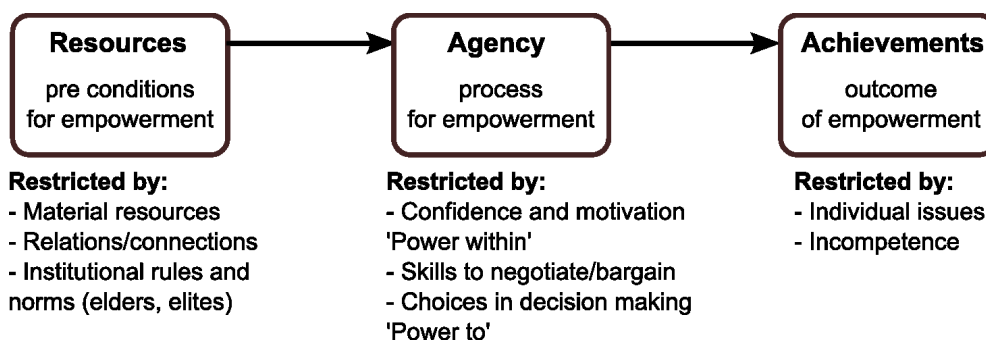 Resources
pre conditions
for empowerment
Restricted by:
- Material resources
- Relations/connections
- Institutional rules and
norms (elders, elites)
Agency
process
for empowerment
Restricted by:
- Confidence and motivation
'Power within'
- Skills to negotiate/bargain
- Choices in decision making
'Power to'
Achievements
outcome
of empowerment
Restricted by:
- Individual issues
- Incompetence